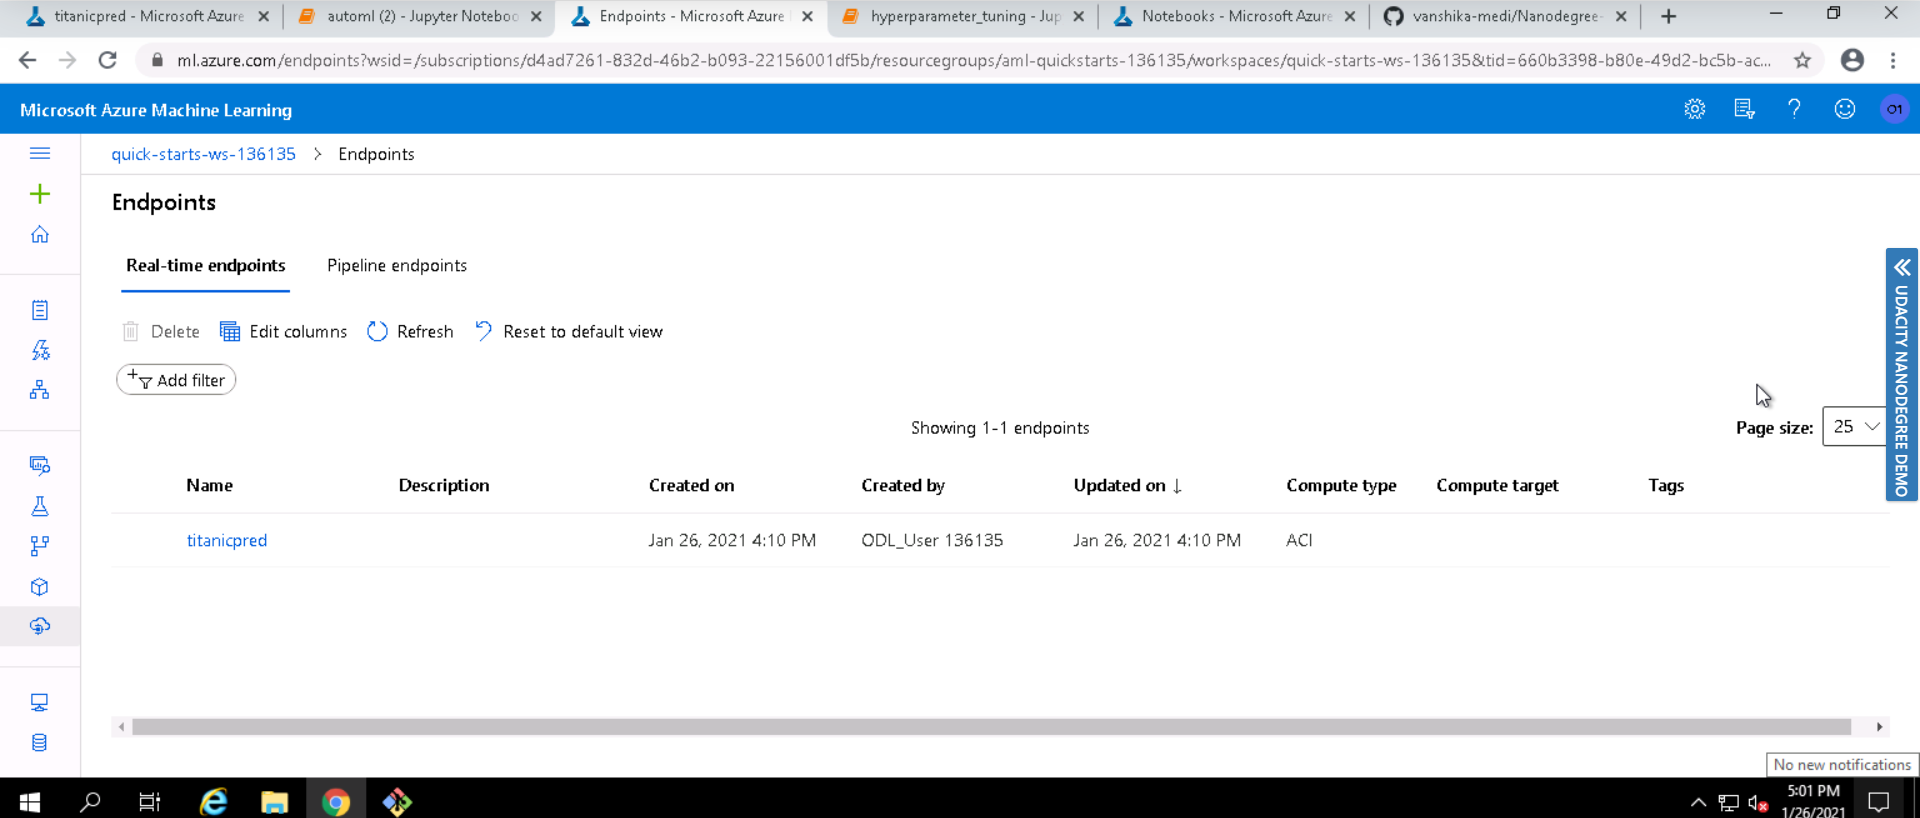 titanicpred - Microsoft Azure
automl (2) - Jupyter Noteboo
Endpoints - Microsoft Azure
hyperparameter_tuning - Jup
Notebooks - Microsoft Azure
vanshika-medi/Nanodegree-
ml.azure.com/endpoints?wsid=/subscriptions/d4ad7261-832d-46b2-b093-22156001df5b/resourcegroups/aml-quickstarts-136135/workspaces/quick-starts-ws-136135&tid=660b3398-b80e-49d2-bc5b-ac...
Microsoft Azure Machine Learning
O1
quick-starts-ws-136135 > Endpoints
Endpoints
Real-time endpoints Pipeline endpoints
Delete Edit columns Refresh Reset to default view
Add filter
Showing 1-1 endpoints
Page size: 25
UDACITY NANODEGREE DEMO
Name Description Created on Created by Updated on ↓ Compute type Compute target Tags
titanicpred Jan 26, 2021 4:10 PM ODL_User 136135 Jan 26, 2021 4:10 PM ACI
No new notifications
5:01 PM
1/26/2021